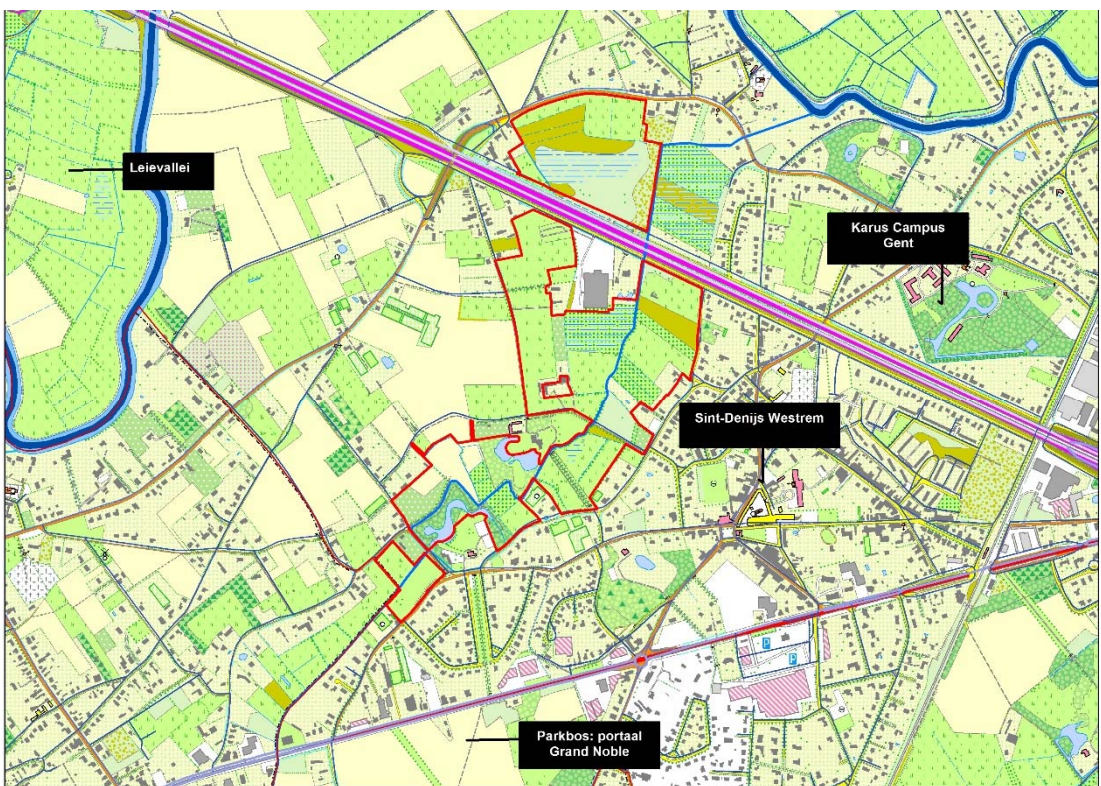 Leievallei
Karus Campus
Gent
Sint-Denijs Westrem
P
P
Parkbos: portaal
Grand Noble